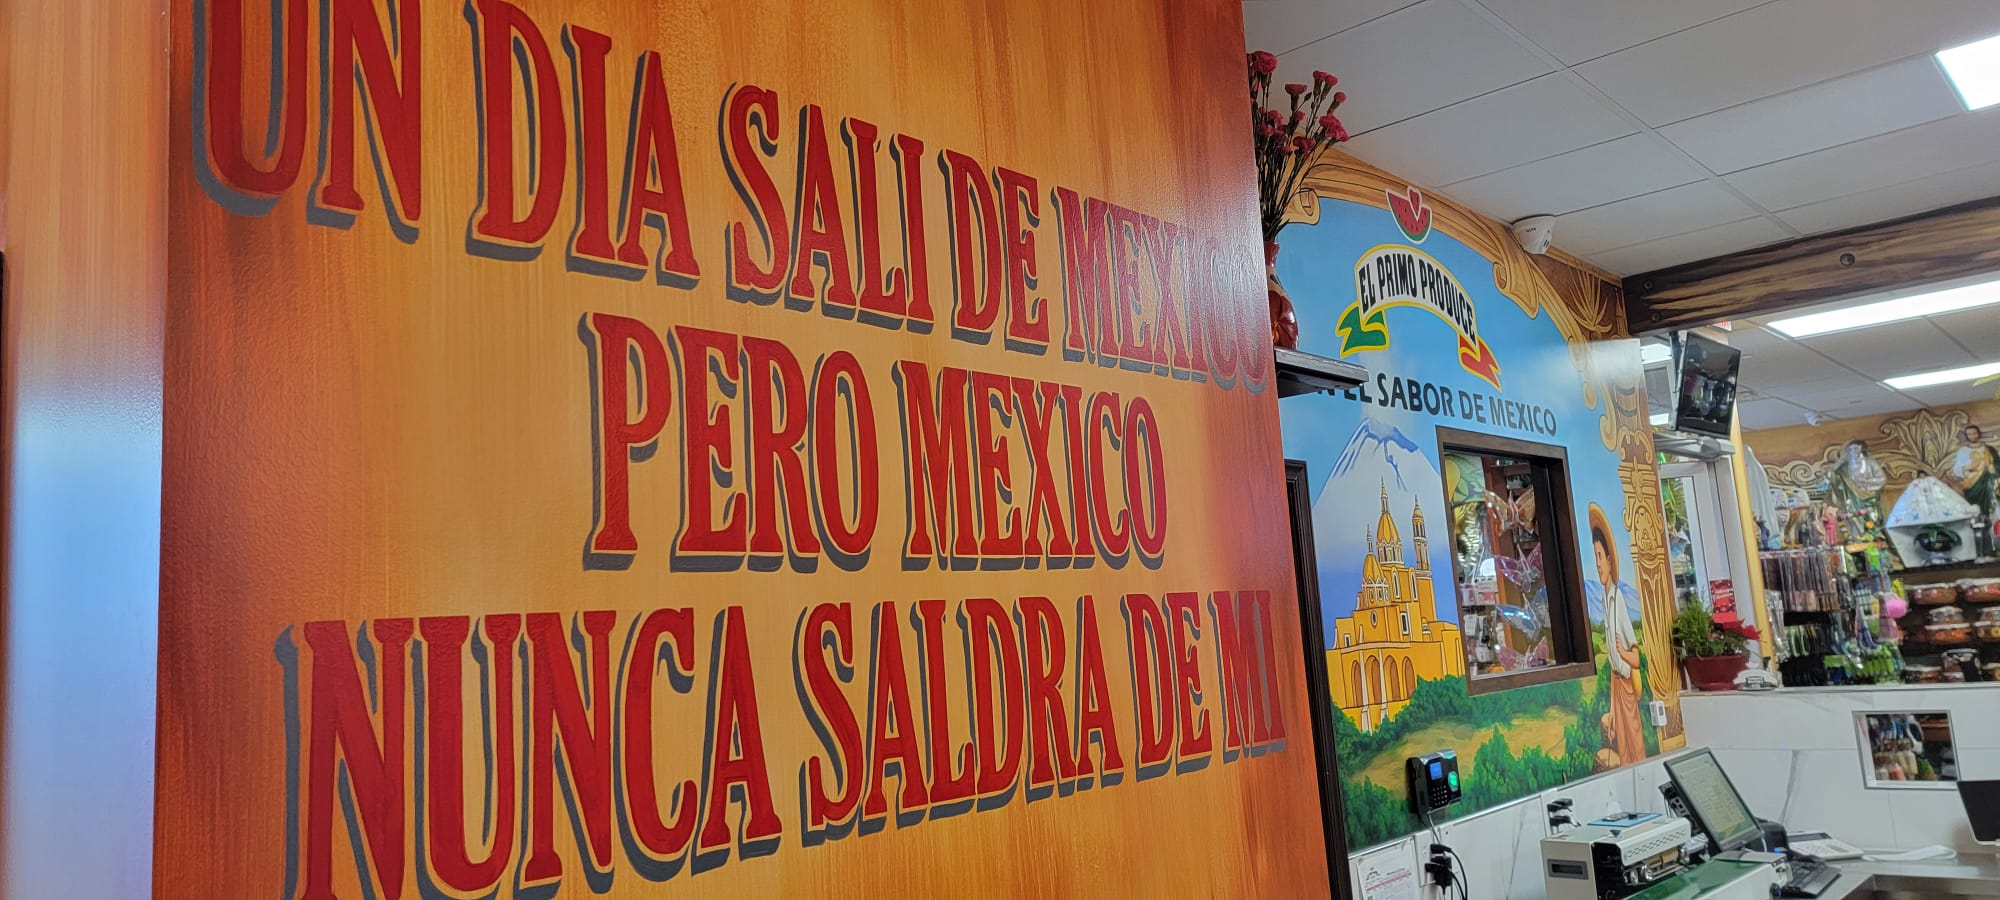 UN DIA SALI DE MEXICO
PERO MEXICO
NUNCA SALDRA DE MI
EL PRIMO PRODUCE
EL SABOR DE MEXICO